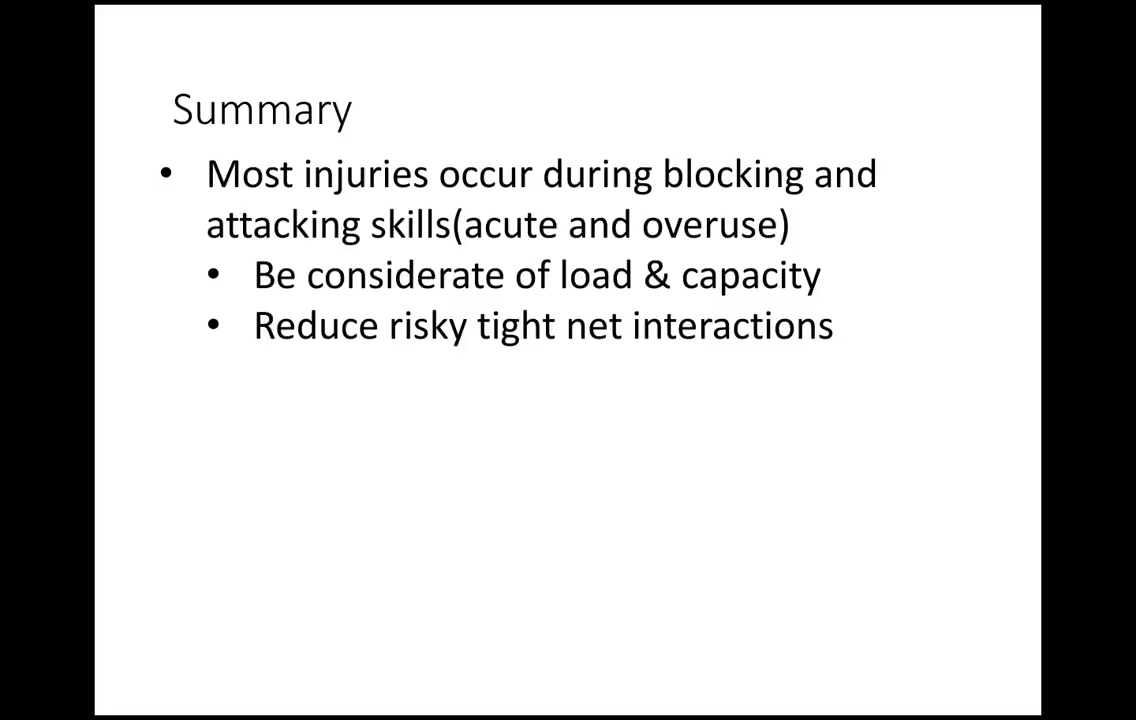 Summary
• Most injuries occur during blocking and
attacking skills(acute and overuse)
• Be considerate of load & capacity
• Reduce risky tight net interactions